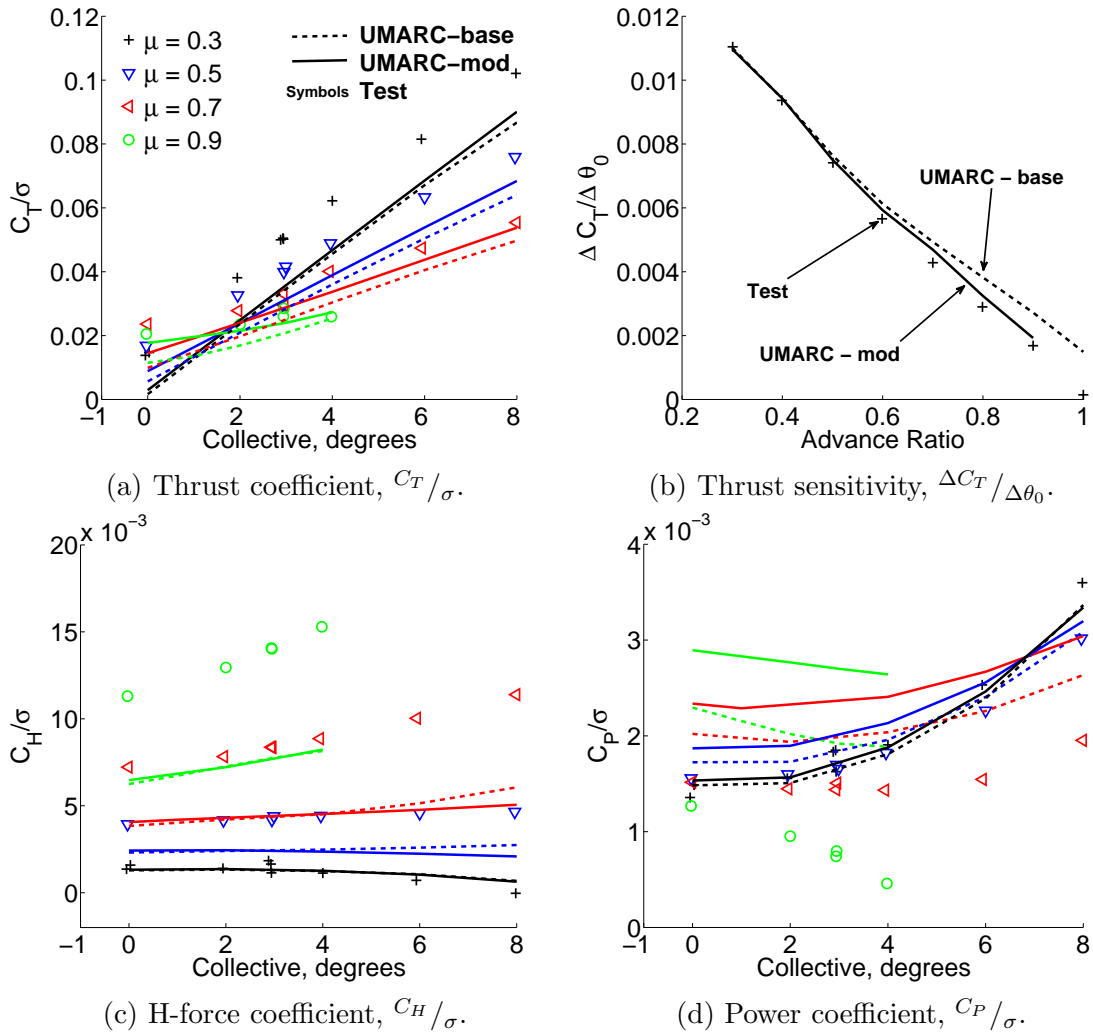 0.12
0.1
0.08
0.06
0.04
0.02
0
−1 0 2 4 6 8
C_T/σ
Collective, degrees
μ = 0.3
μ = 0.5
μ = 0.7
μ = 0.9
UMARC−base
UMARC−mod
Symbols Test
(a) Thrust coefficient, C_T/σ.
0.012
0.01
0.008
0.006
0.004
0.002
0
0.2 0.4 0.6 0.8 1
Δ C_T/Δ θ_0
Advance Ratio
UMARC − base
Test
UMARC − mod
(b) Thrust sensitivity, ΔC_T/Δθ_0.
x 10^−3
20
15
10
5
0
−1 0 2 4 6 8
C_H/σ
Collective, degrees
(c) H-force coefficient, C_H/σ.
x 10^−3
4
3
2
1
0
−1 0 2 4 6 8
C_P/σ
Collective, degrees
(d) Power coefficient, C_P/σ.